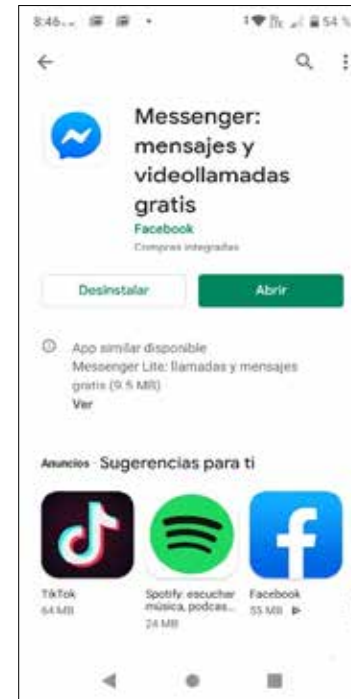 8:46
54 %
Messenger:
mensajes y
videollamadas
gratis
Facebook
Compras integradas
Desinstalar
Abrir
App similar disponible
Messenger Lite: llamadas y mensajes
gratis (9.5 MB)
Ver
Anuncios · Sugerencias para ti
TikTok
64 MB
Spotify: escuchar
música, podcas...
24 MB
Facebook
55 MB